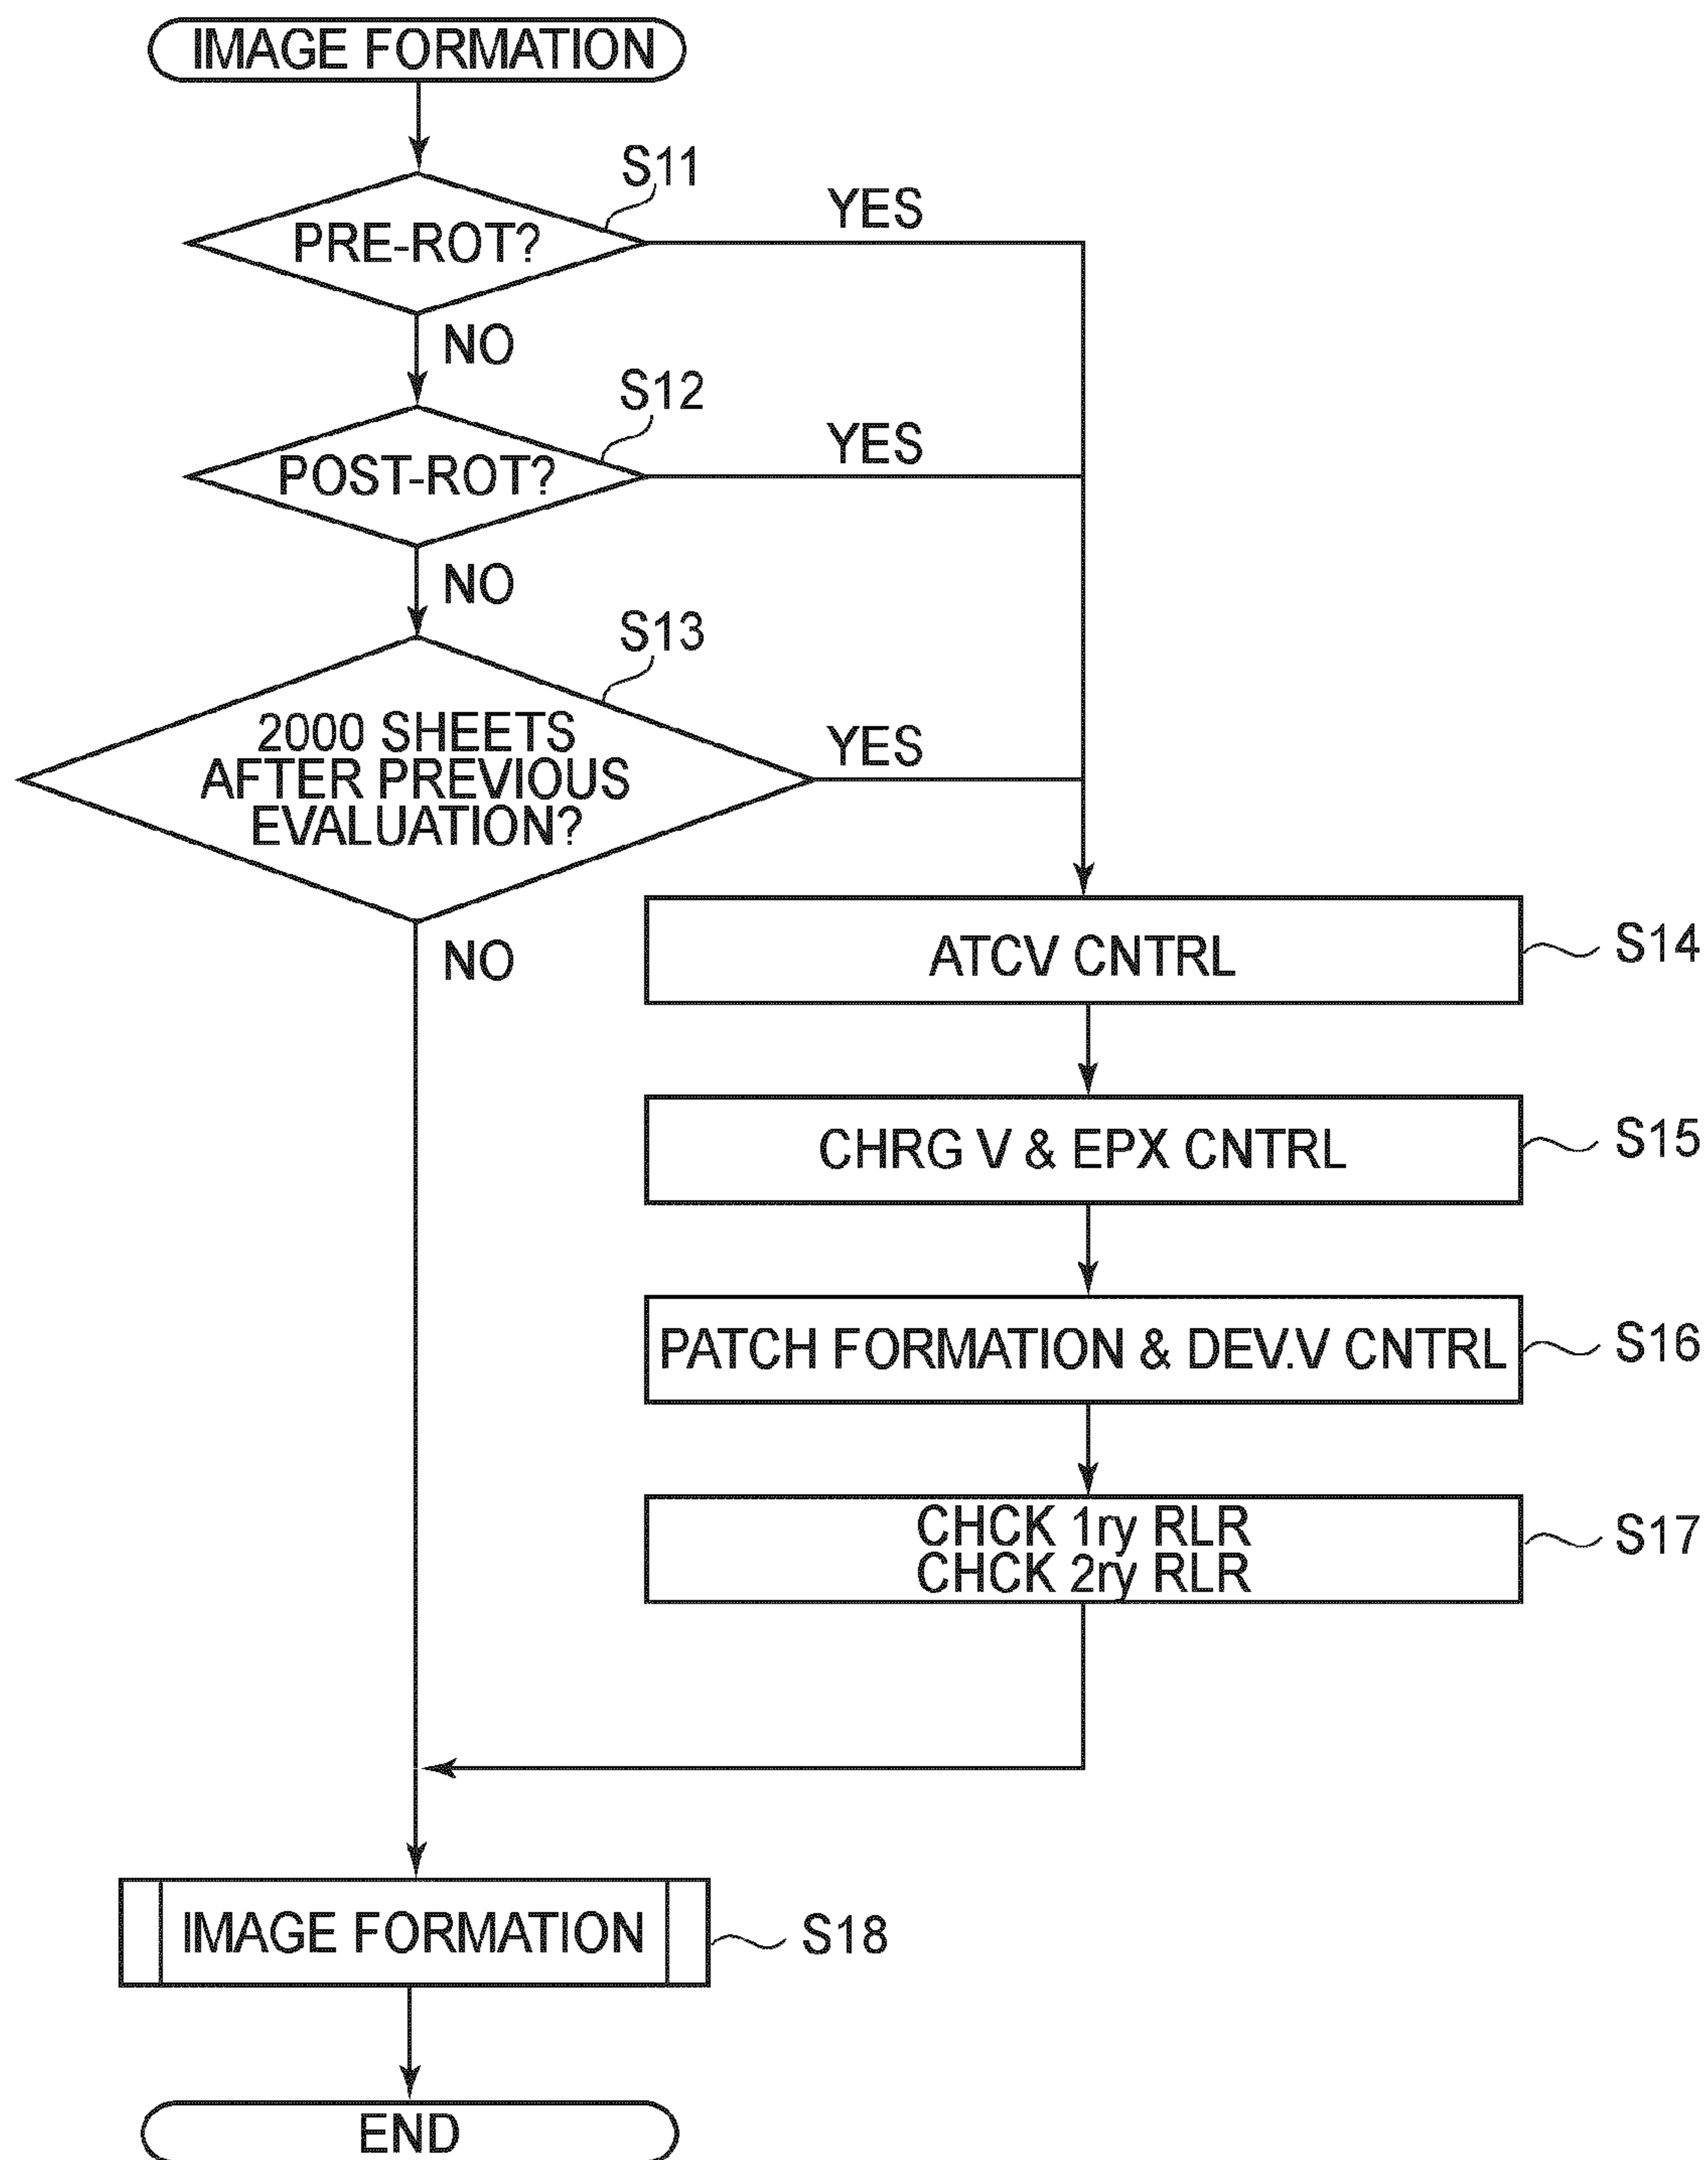 IMAGE FORMATION
S11
PRE-ROT?
YES
NO
S12
POST-ROT?
YES
NO
S13
2000 SHEETS
AFTER PREVIOUS
EVALUATION?
YES
NO
ATCV CNTRL
S14
CHRG V & EPX CNTRL
S15
PATCH FORMATION & DEV.V CNTRL
S16
CHCK 1ry RLR
CHCK 2ry RLR
S17
IMAGE FORMATION
S18
END